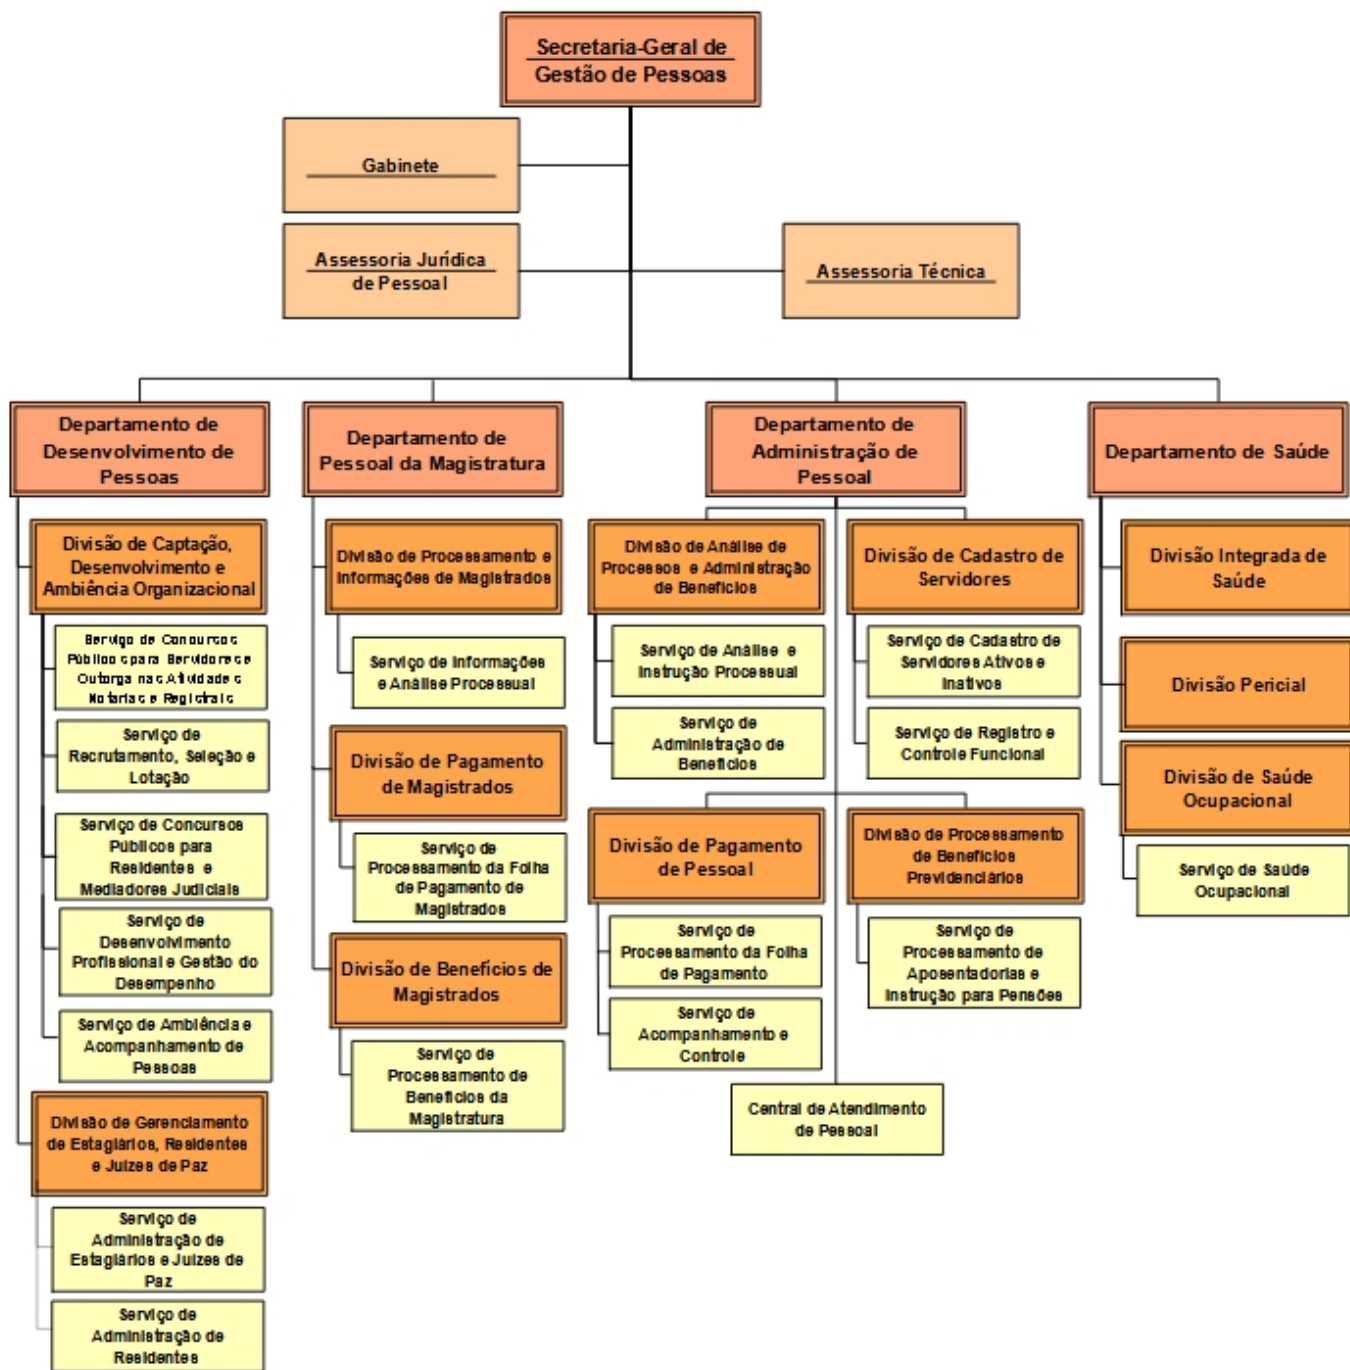 Secretaria-Geral de
Gestão de Pessoas
Gabinete
Assessoria Jurídica
de Pessoal
Assessoria Técnica
Departamento de
Desenvolvimento de
Pessoas
Departamento de
Pessoal da Magistratura
Departamento de
Administração de
Pessoal
Departamento de Saúde
Divisão de Captação,
Desenvolvimento e
Ambiência Organizacional
Serviço de Concursos
Públicos para Servidores e
Outorga nas Atividades
Notarias e Registrais
Serviço de
Recrutamento, Seleção e
Lotação
Serviço de Concursos
Públicos para
Residentes e
Mediadores Judiciais
Serviço de
Desenvolvimento
Profissional e Gestão do
Desempenho
Serviço de Ambiência e
Acompanhamento de
Pessoas
Divisão de Gerenciamento
de Estagiários, Residentes
e Juízes de Paz
Serviço de
Administração de
Estagiários e Juízes de
Paz
Serviço de
Administração de
Residentes
Divisão de Processamento e
Informações de Magistrados
Serviço de Informações
e Análise Processual
Divisão de Pagamento
de Magistrados
Serviço de
Processamento da Folha
de Pagamento de
Magistrados
Divisão de Benefícios de
Magistrados
Serviço de
Processamento de
Benefícios da
Magistratura
Divisão de Análise de
Processos e Administração
de Benefícios
Serviço de Análise e
Instrução Processual
Serviço de
Administração de
Benefícios
Divisão de Cadastro de
Servidores
Serviço de Cadastro de
Servidores Ativos e
Inativos
Serviço de Registro e
Controle Funcional
Divisão de Pagamento
de Pessoal
Serviço de
Processamento da Folha
de Pagamento
Serviço de
Acompanhamento e
Controle
Divisão de Processamento
de Benefícios
Previdenciários
Serviço de
Processamento de
Aposentadorias e
Instrução para Pensões
Central de Atendimento
de Pessoal
Divisão Integrada de
Saúde
Divisão Pericial
Divisão de Saúde
Ocupacional
Serviço de Saúde
Ocupacional